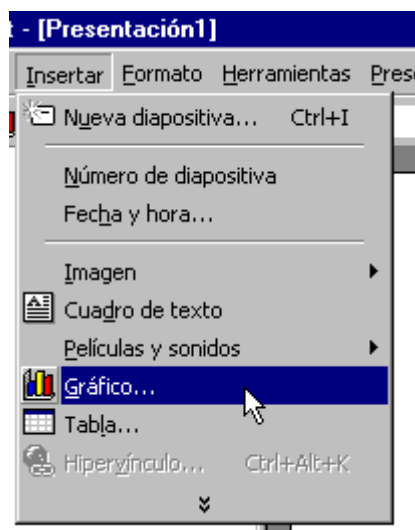 - [Presentación1]
Insertar Formato Herramientas
Nueva diapositiva... Ctrl+I
Número de diapositiva
Fecha y hora...
Imagen
Cuadro de texto
Películas y sonidos
Gráfico...
Tabla...
Hipervínculo... Ctrl+Alt+K